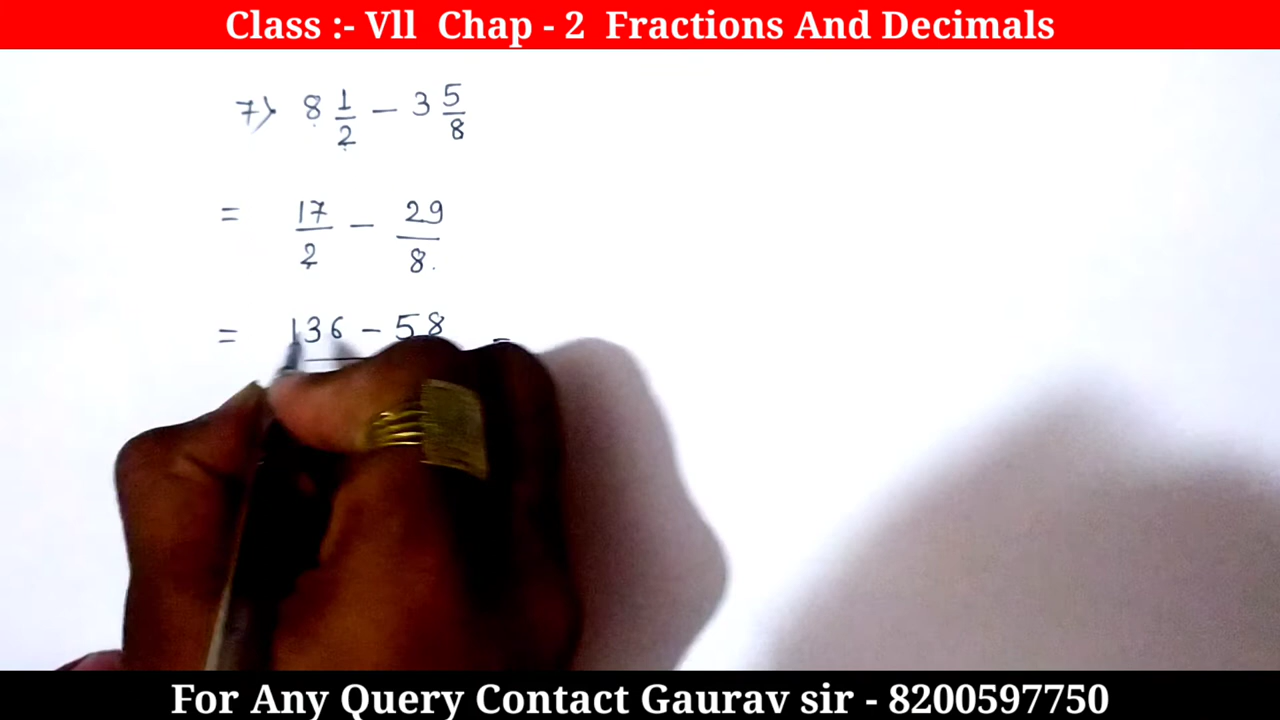 Class :- Vll Chap - 2 Fractions And Decimals
7) 8 1/2 - 3 5/8
= 17/2 - 29/8.
= 136 - 58 =
For Any Query Contact Gaurav sir - 8200597750